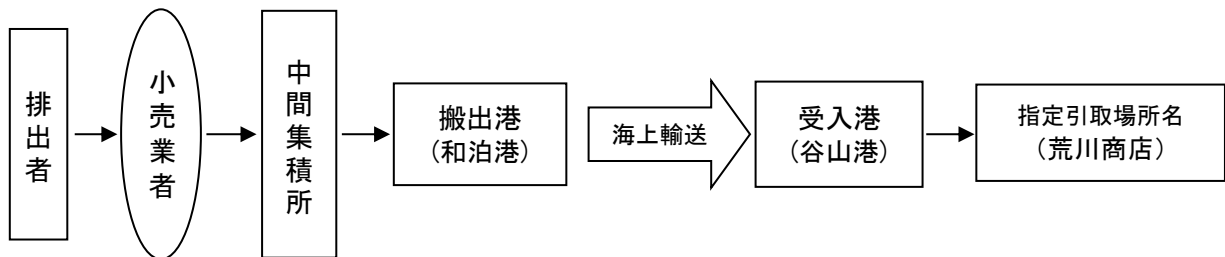 排出者
小売業者
中間集積所
搬出港
（和泊港）
海上輸送
受入港
（谷山港）
指定引取場所名
（荒川商店）